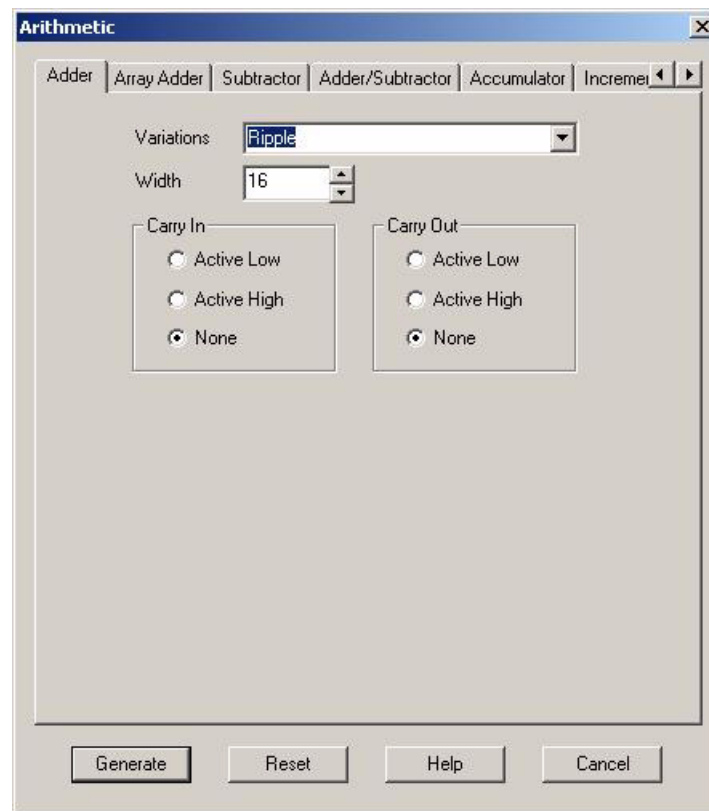 Arithmetic
Adder Array Adder Subtractor Adder/Subtractor Accumulator Incremer
Variations Ripple
Width 16
Carry In Carry Out
Active Low Active Low
Active High Active High
None None
Generate Reset Help Cancel